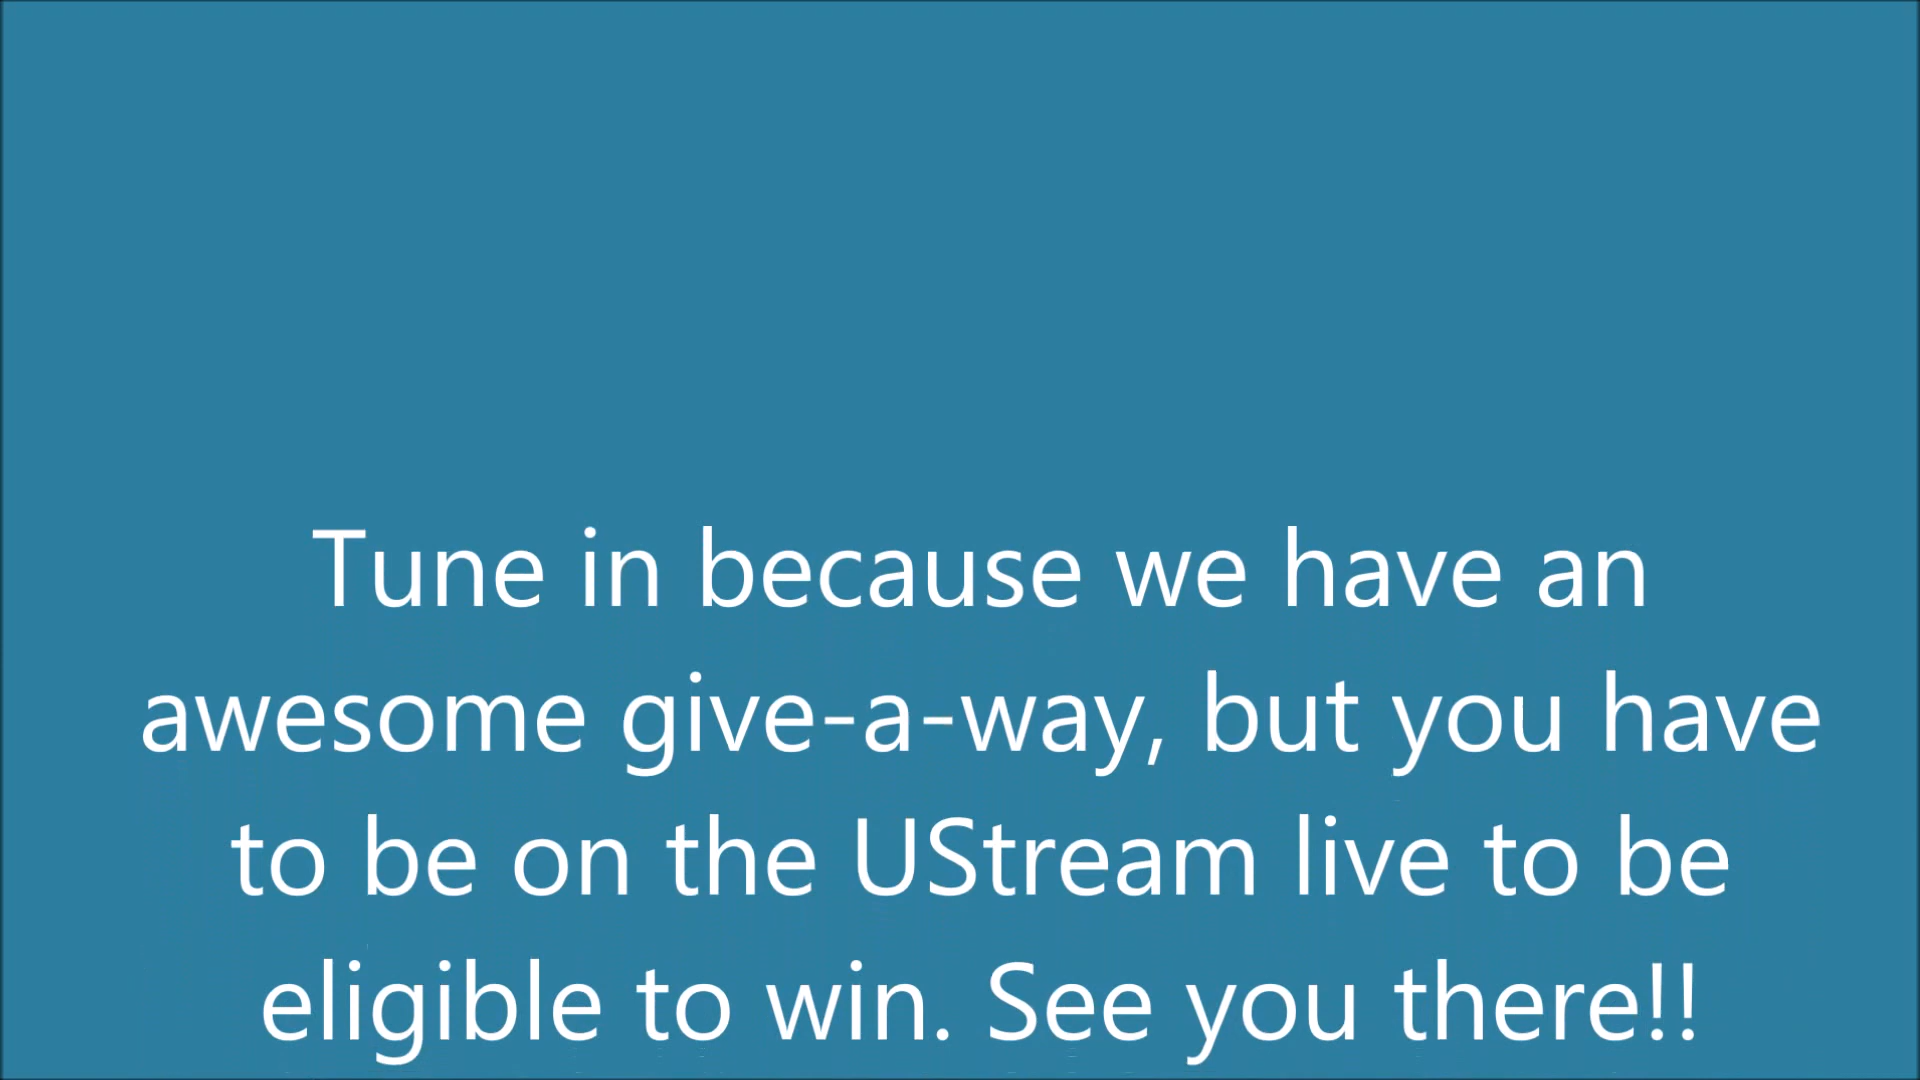 Tune in because we have an
awesome give-a-way, but you have
to be on the UStream live to be
eligible to win. See you there!!